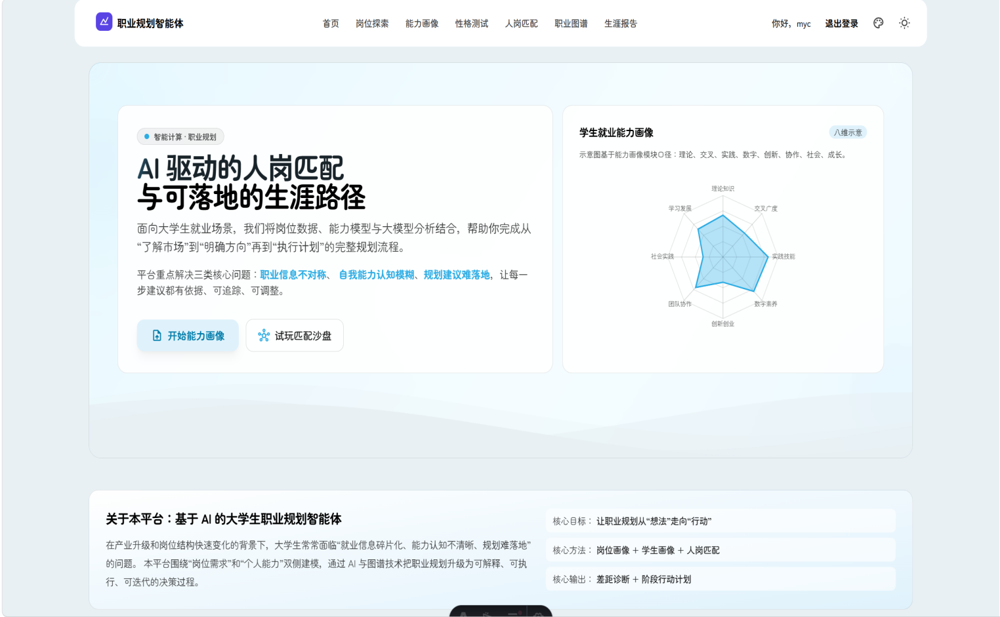 职业规划智能体
首页 岗位探索 能力画像 性格测试 人岗匹配 职业图谱 生涯报告
你好，myc 退出登录
智能计算 · 职业规划
AI 驱动的人岗匹配
与可落地的生涯路径
面向大学生就业场景，我们将岗位数据、能力模型与大模型分析结合，帮助你完成从
“了解市场”到“明确方向”再到“执行计划”的完整规划流程。
平台重点解决三类核心问题：职业信息不对称、 自我能力认知模糊、规划建议难落地，让每一
步建议都有依据、可追踪、可调整。
开始能力画像 试玩匹配沙盘
学生就业能力画像 八维示意
示意图基于能力画像模块口径：理论、交叉、实践、数字、创新、协作、社会、成长。
理论知识
学习发展 交叉广度
社会实践 实践技能
团队协作 数字素养
创新创业
关于本平台：基于 AI 的大学生职业规划智能体
在产业升级和岗位结构快速变化的背景下，大学生常常面临“就业信息碎片化、能力认知不清晰、规划难落地”
的问题。 本平台围绕“岗位需求”和“个人能力”双侧建模，通过 AI 与图谱技术把职业规划升级为可解释、可执
行、可迭代的决策过程。
核心目标： 让职业规划从“想法”走向“行动”
核心方法： 岗位画像 + 学生画像 + 人岗匹配
核心输出： 差距诊断 + 阶段行动计划